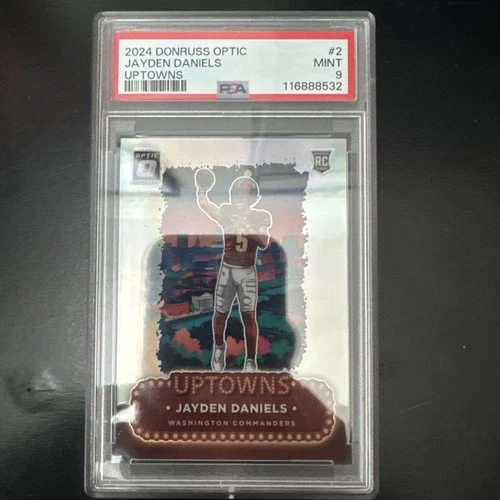 2024 DONRUSS OPTIC #2
JAYDEN DANIELS MINT
UPTOWNS 9
PSA 116888532
OPTIC
RC
5
UPTOWNS
• JAYDEN DANIELS •
WASHINGTON COMMANDERS